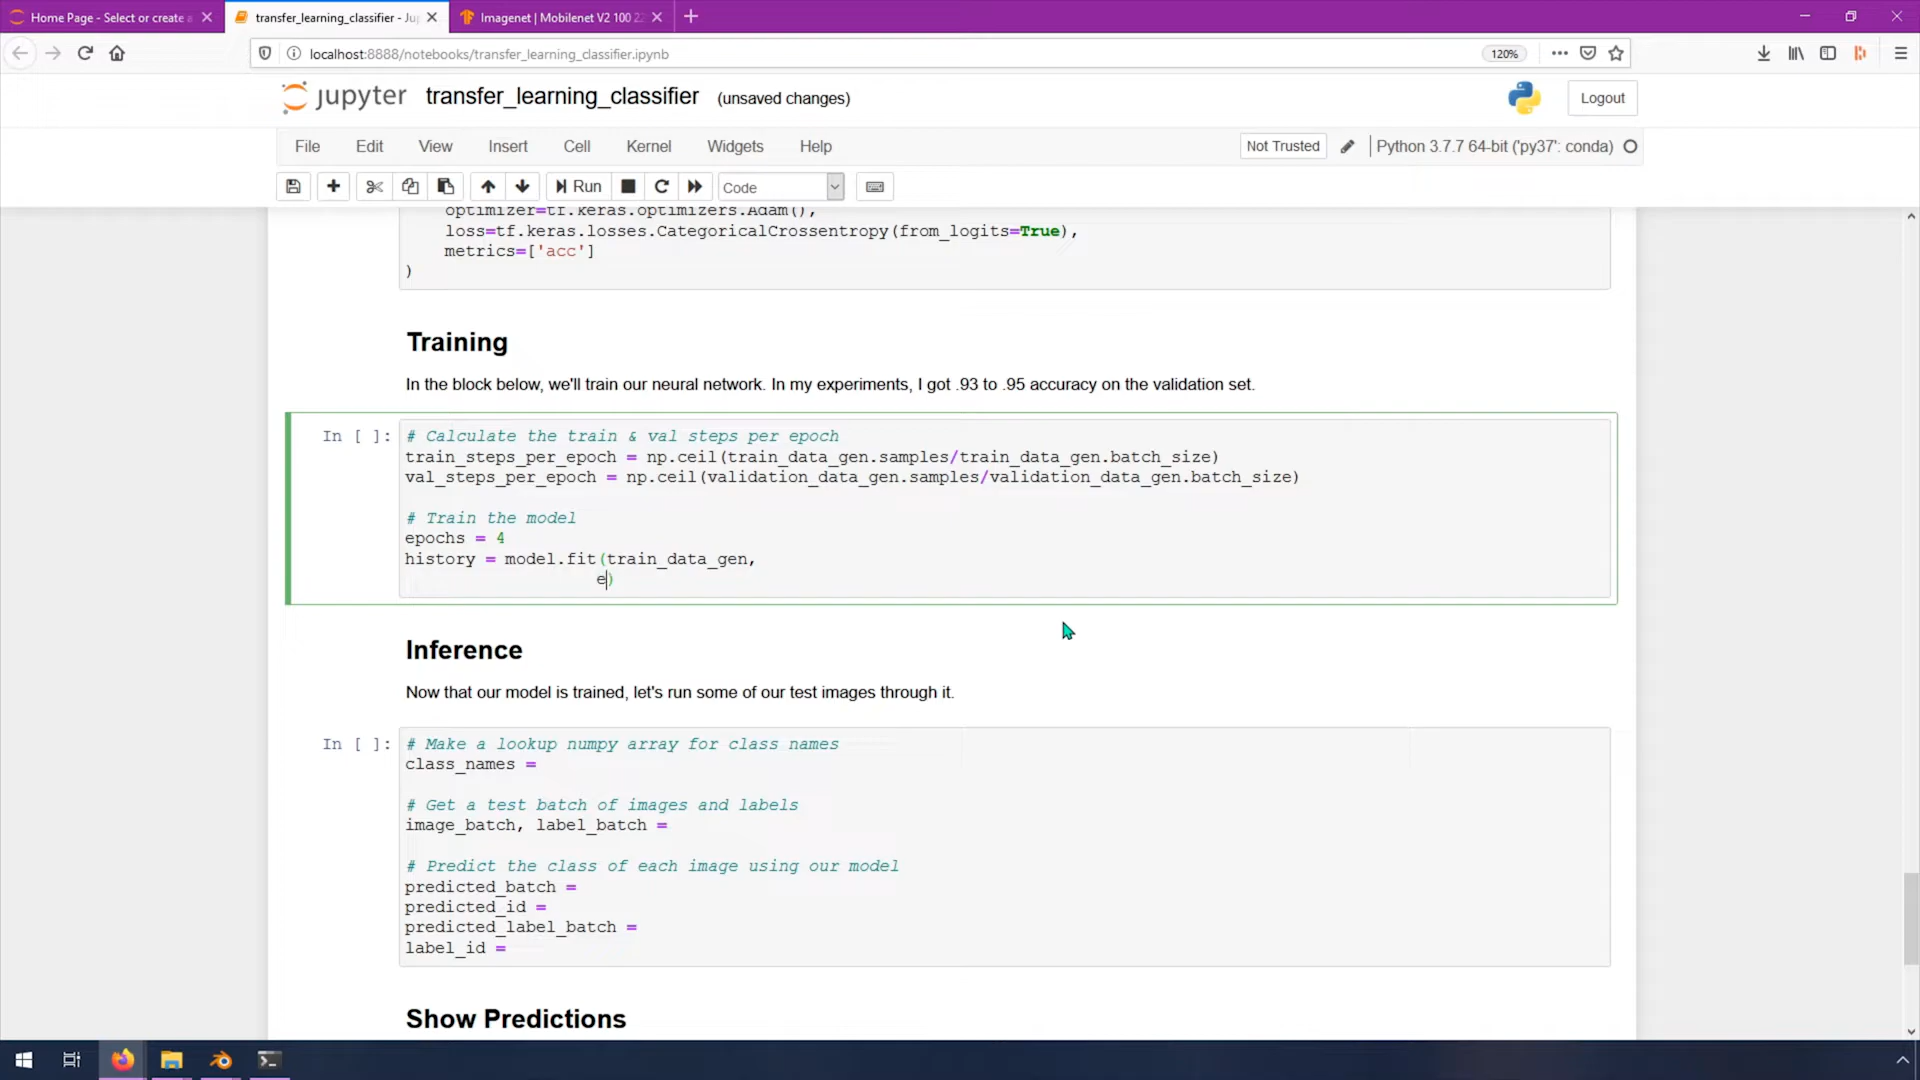 Home Page - Select or create a
transfer_learning_classifier - Ju
Imagenet | Mobilenet V2 100 22
localhost:8888/notebooks/transfer_learning_classifier.ipynb
120%
jupyter transfer_learning_classifier (unsaved changes)
Logout
File Edit View Insert Cell Kernel Widgets Help
Not Trusted
Python 3.7.7 64-bit ('py37': conda)
Run
Code
optimizer=tf.keras.optimizers.Adam(),
loss=tf.keras.losses.CategoricalCrossentropy(from_logits=True),
metrics=['acc']
)
Training
In the block below, we'll train our neural network. In my experiments, I got .93 to .95 accuracy on the validation set.
In [ ]: # Calculate the train & val steps per epoch
train_steps_per_epoch = np.ceil(train_data_gen.samples/train_data_gen.batch_size)
val_steps_per_epoch = np.ceil(validation_data_gen.samples/validation_data_gen.batch_size)
# Train the model
epochs = 4
history = model.fit(train_data_gen,
e)
Inference
Now that our model is trained, let's run some of our test images through it.
In [ ]: # Make a lookup numpy array for class names
class_names =
# Get a test batch of images and labels
image_batch, label_batch =
# Predict the class of each image using our model
predicted_batch =
predicted_id =
predicted_label_batch =
label_id =
Show Predictions